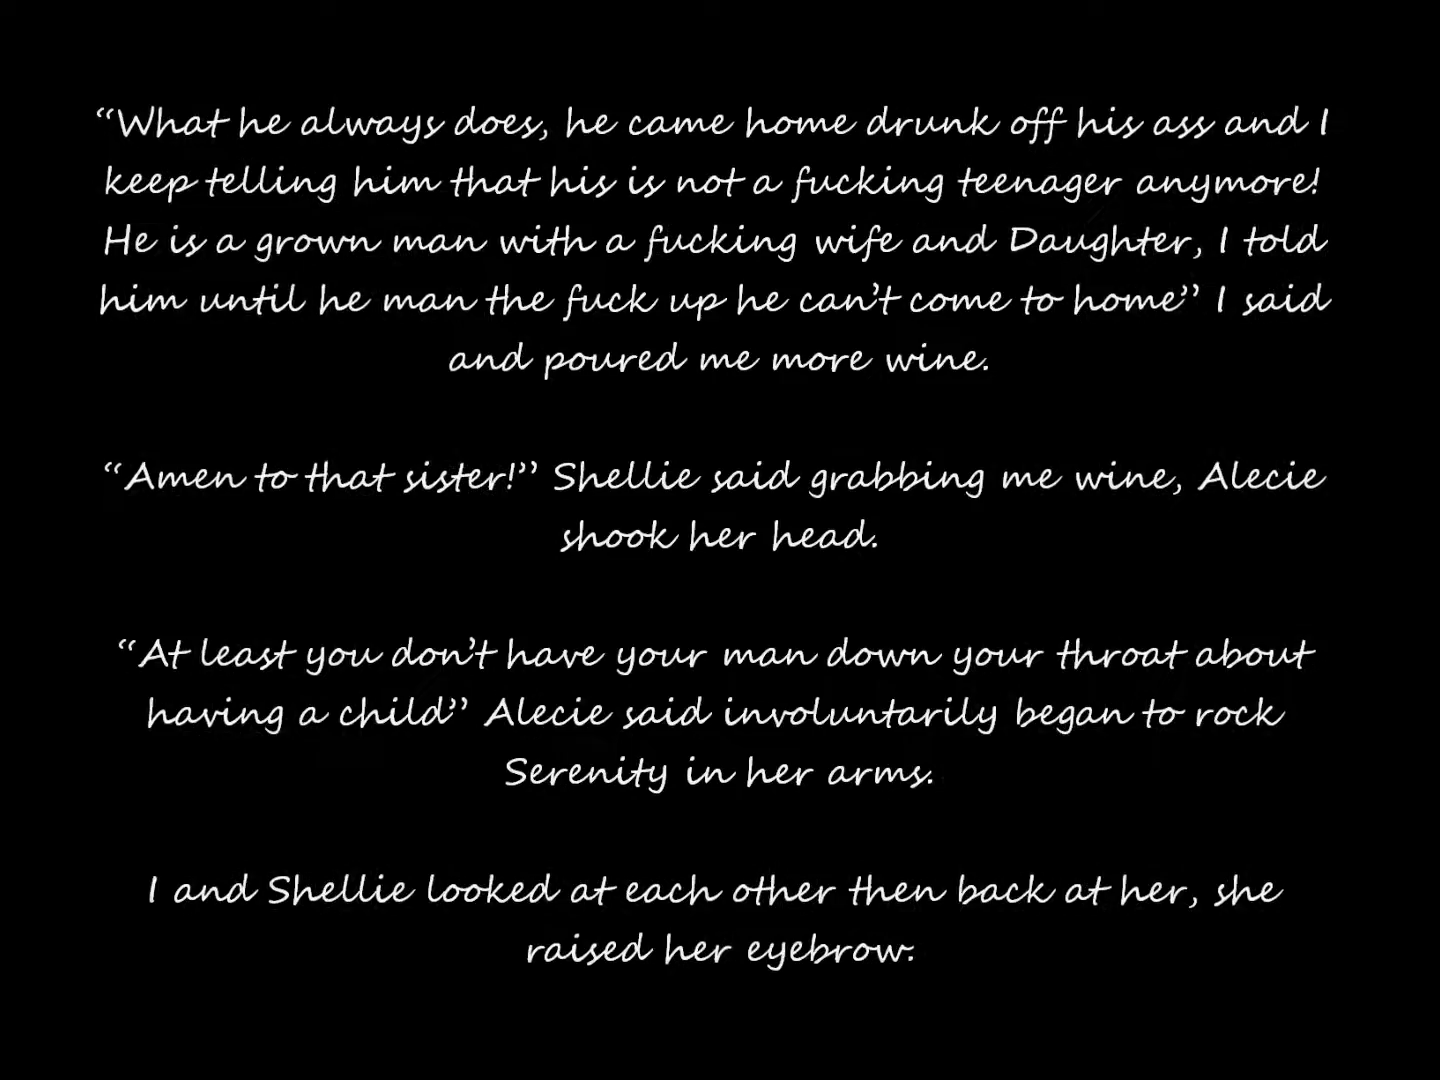 “What he always does, he came home drunk off his ass and I
keep telling him that his is not a fucking teenager anymore!
He is a grown man with a fucking wife and Daughter, I told
him until he man the fuck up he can’t come to home” I said
and poured me more wine.
“Amen to that sister!” Shellie said grabbing me wine, Alecie
shook her head.
“At least you don’t have your man down your throat about
having a child” Alecie said involuntarily began to rock
Serenity in her arms.
I and Shellie looked at each other then back at her, she
raised her eyebrow.